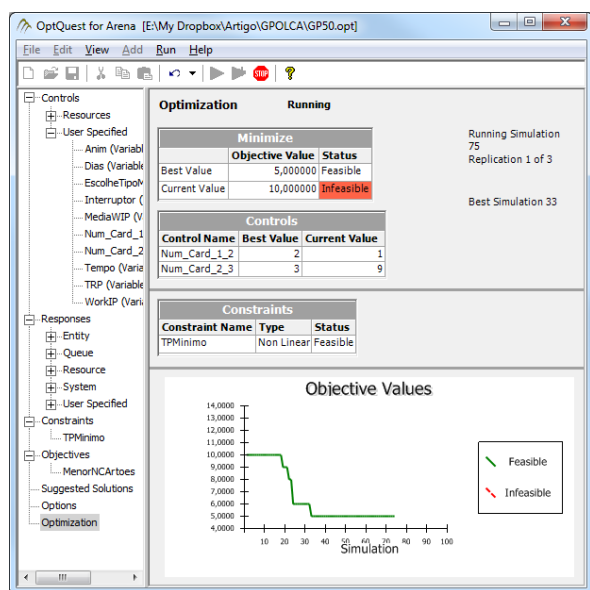 OptQuest for Arena [E:\My Dropbox\Artigo\GPOLCA\GP50.opt]
File Edit View Add Run Help
STOP
Controls
Resources
User Specified
Anim (Variabl
Dias (Variable
EscolheTipoM
Interruptor (
MediaWIP (V
Num_Card_1
Num_Card_2
Tempo (Varia
TRP (Variable
WorkIP (Varia
Responses
Entity
Queue
Resource
System
User Specified
Constraints
TPMinimo
Objectives
MenorNCArtoes
Suggested Solutions
Options
Optimization
Optimization Running
Minimize
Objective Value Status
Best Value 5,000000 Feasible
Current Value 10,000000 Infeasible
Running Simulation
75
Replication 1 of 3
Best Simulation 33
Controls
Control Name Best Value Current Value
Num_Card_1_2 2 1
Num_Card_2_3 3 9
Constraints
Constraint Name Type Status
TPMinimo Non Linear Feasible
Objective Values
14,0000
13,0000
12,0000
11,0000
10,0000
9,0000
8,0000
7,0000
6,0000
5,0000
4,0000
10 20 30 40 50 60 70 80 90 100
Simulation
Feasible
Infeasible